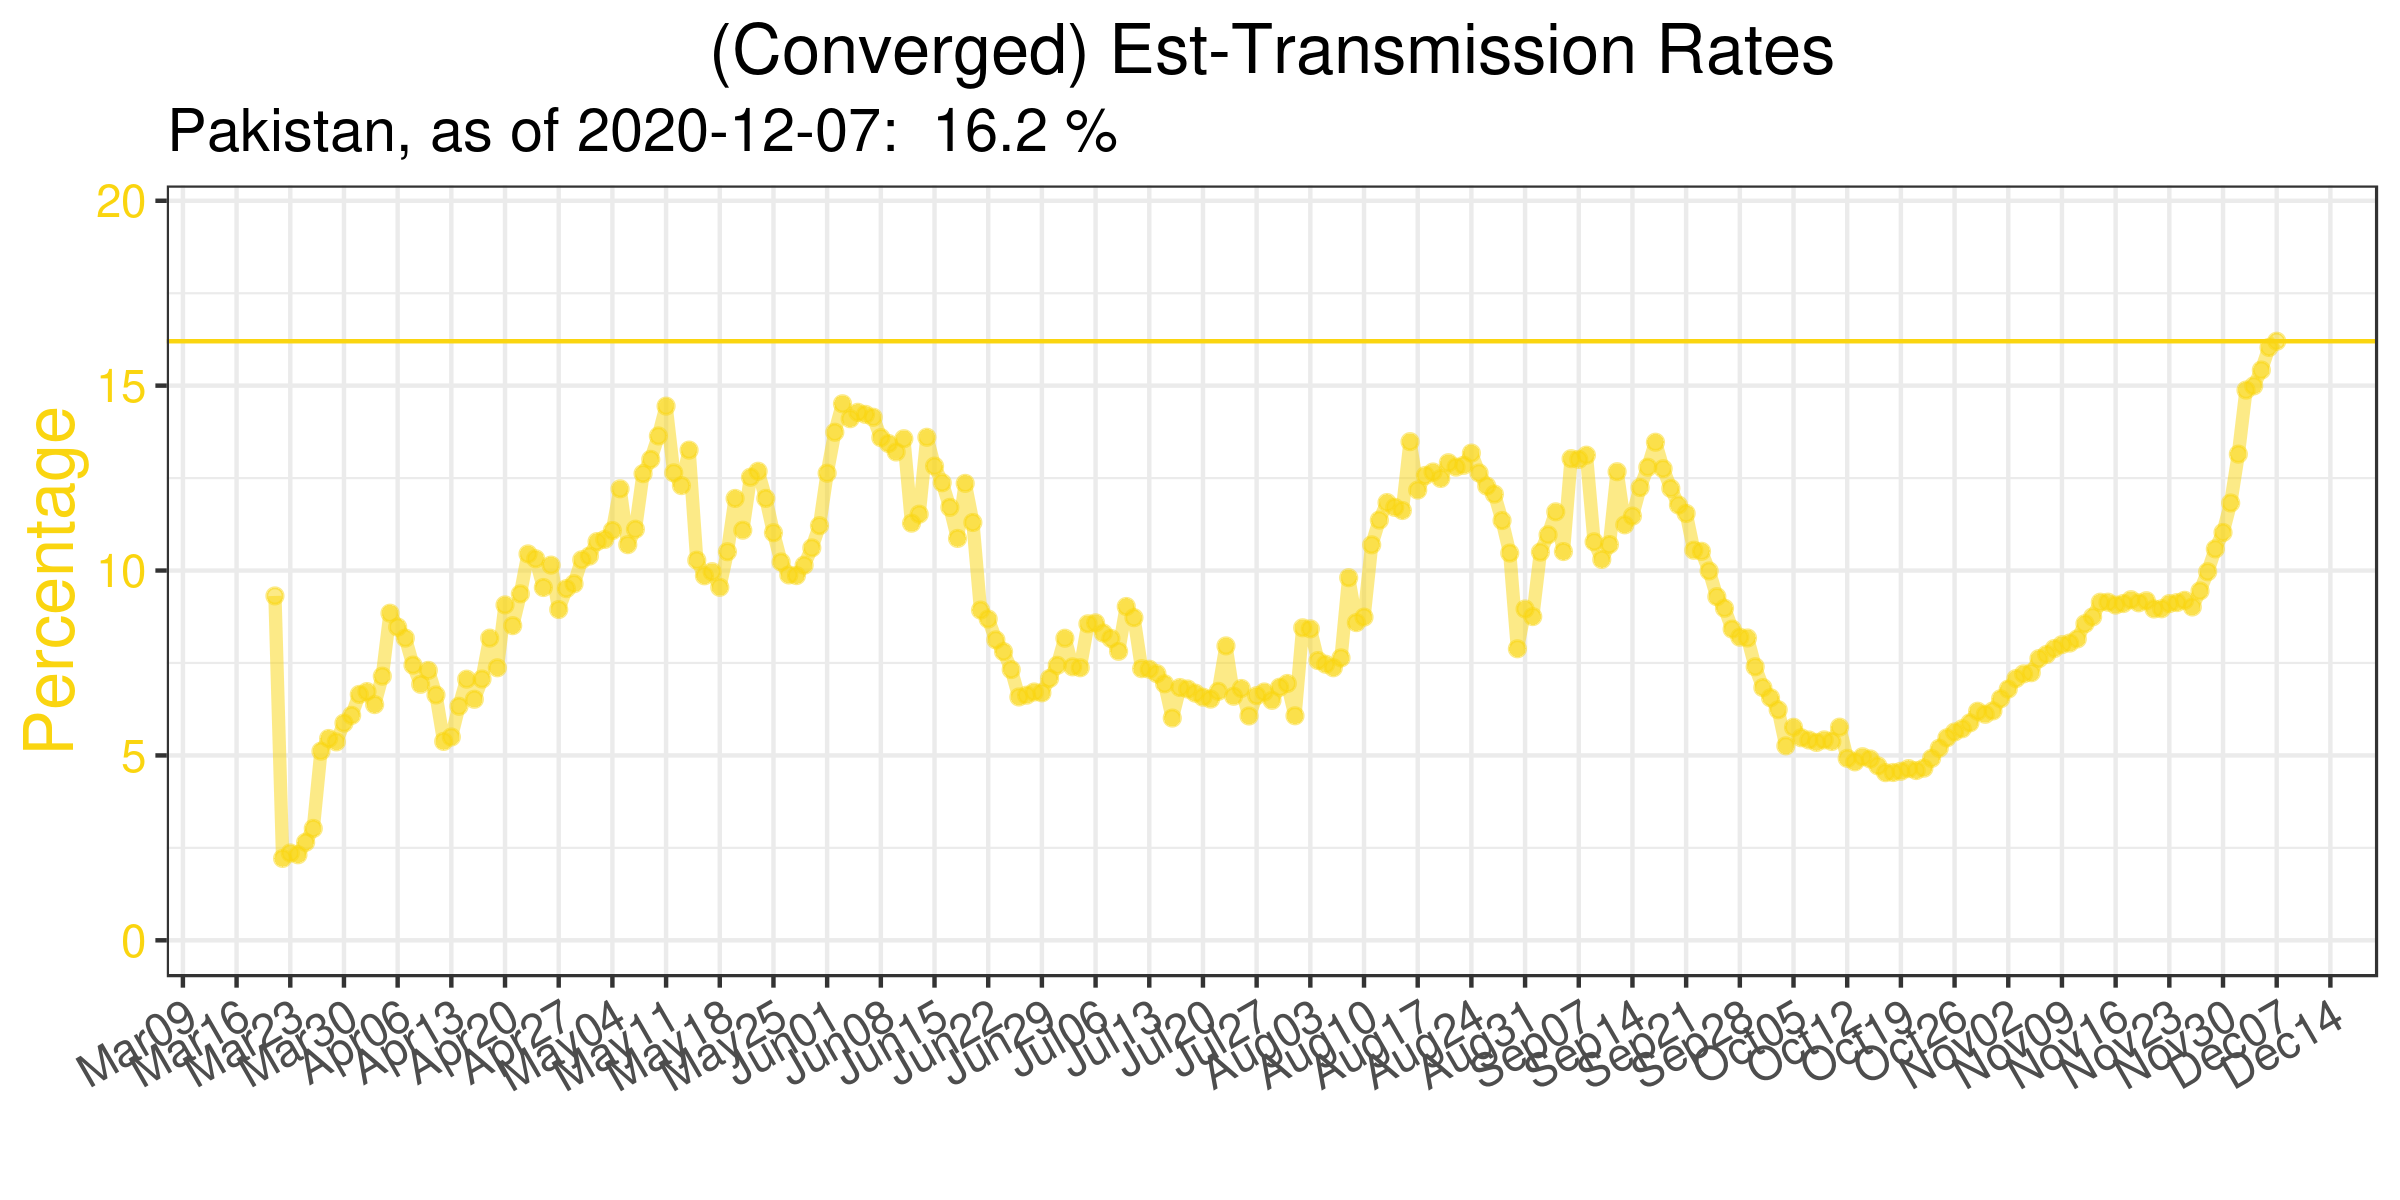 (Converged) Est-Transmission Rates
Pakistan, as of 2020-12-07:  16.2 %
Percentage
20
15
10
5
0
Mar09
Mar16
Mar23
Mar30
Apr06
Apr13
Apr20
Apr27
May04
May11
May18
May25
Jun01
Jun08
Jun15
Jun22
Jun29
Jul06
Jul13
Jul20
Jul27
Aug03
Aug10
Aug17
Aug24
Aug31
Sep07
Sep14
Sep21
Sep28
Oct05
Oct12
Oct19
Oct26
Nov02
Nov09
Nov16
Nov23
Nov30
Dec07
Dec14